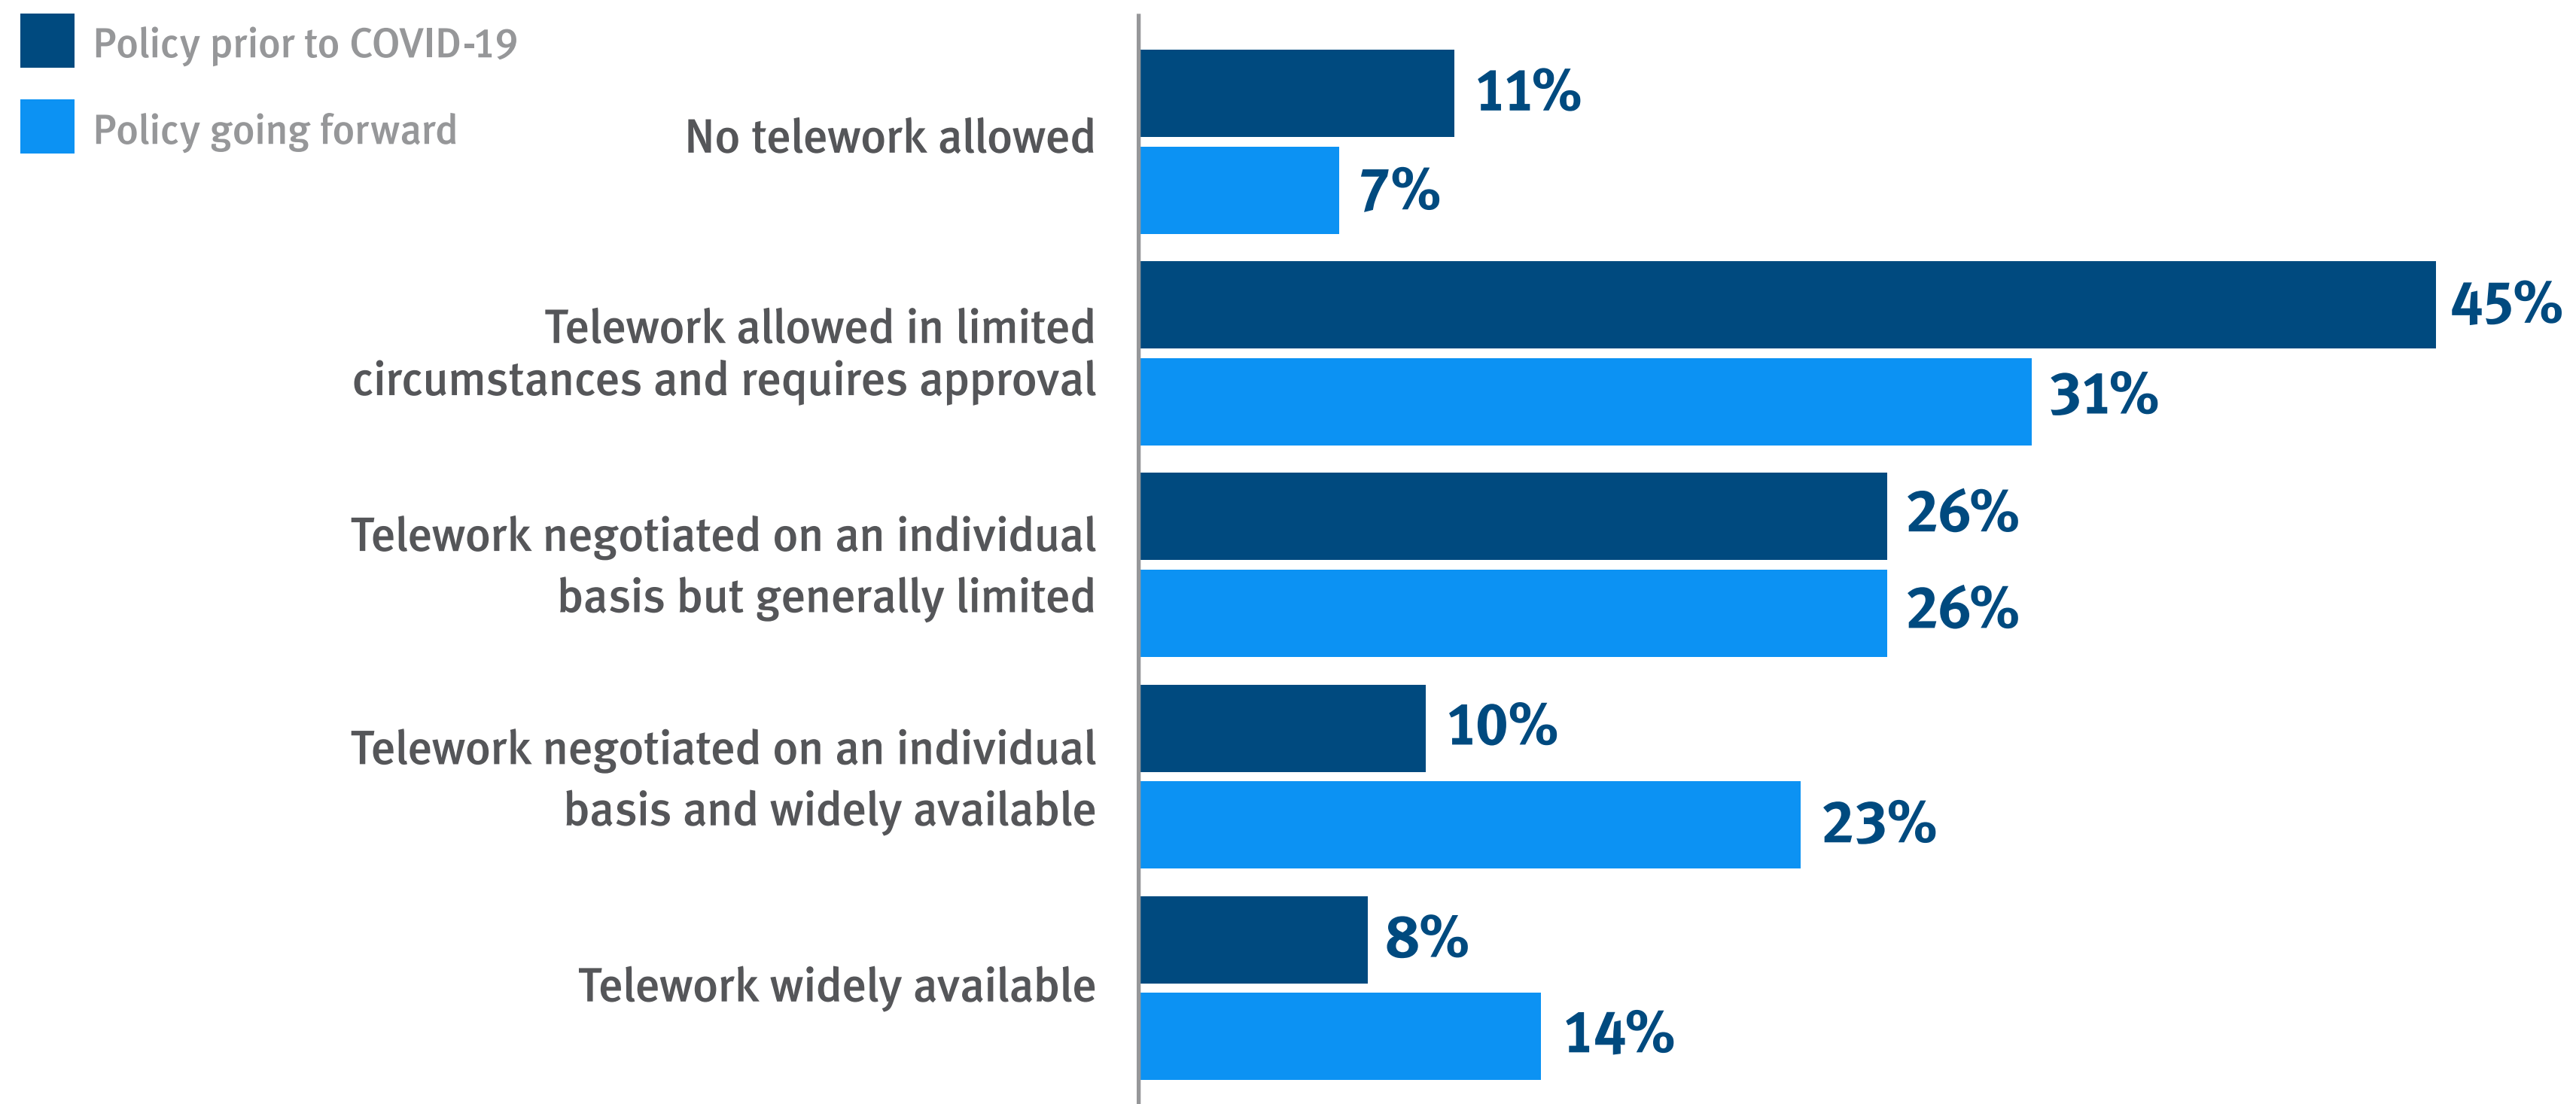 Policy prior to COVID-19
Policy going forward
No telework allowed
11%
7%
Telework allowed in limited
circumstances and requires approval
45%
31%
Telework negotiated on an individual
basis but generally limited
26%
26%
Telework negotiated on an individual
basis and widely available
10%
23%
Telework widely available
8%
14%